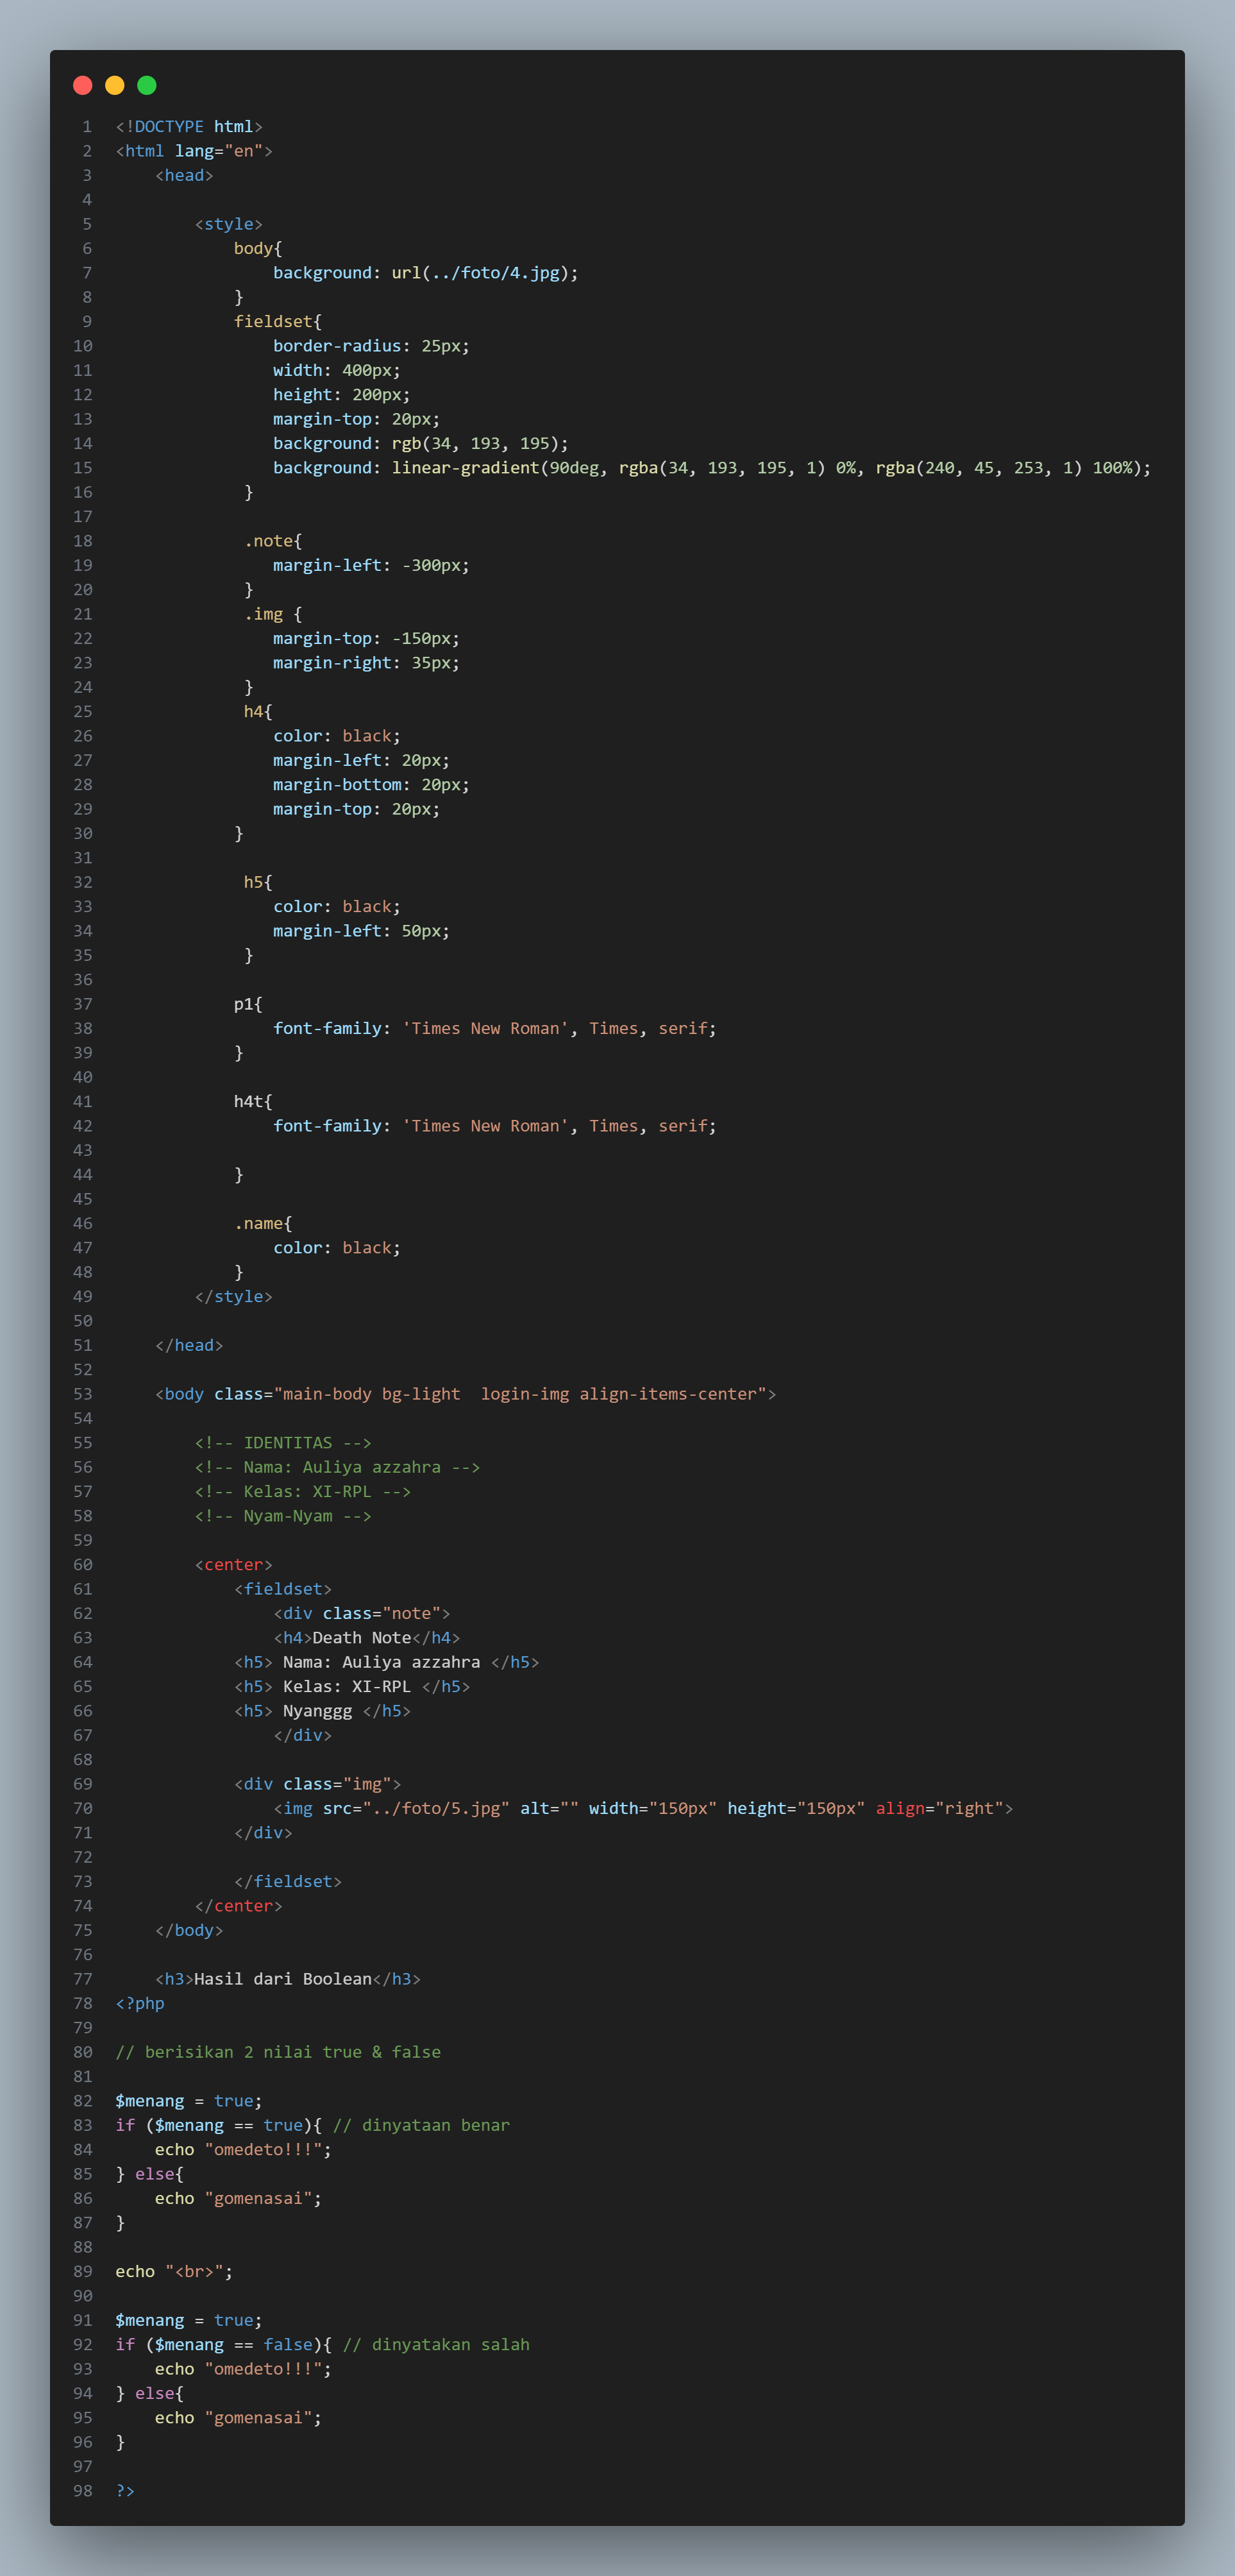 1 <!DOCTYPE html>
2 <html lang="en">
3     <head>
4
5         <style>
6             body{
7                 background: url(../foto/4.jpg);
8             }
9             fieldset{
10                 border-radius: 25px;
11                 width: 400px;
12                 height: 200px;
13                 margin-top: 20px;
14                 background: rgb(34, 193, 195);
15                 background: linear-gradient(90deg, rgba(34, 193, 195, 1) 0%, rgba(240, 45, 253, 1) 100%);
16              }
17
18              .note{
19                 margin-left: -300px;
20              }
21              .img {
22                 margin-top: -150px;
23                 margin-right: 35px;
24              }
25              h4{
26                 color: black;
27                 margin-left: 20px;
28                 margin-bottom: 20px;
29                 margin-top: 20px;
30             }
31
32              h5{
33                 color: black;
34                 margin-left: 50px;
35              }
36
37             p1{
38                 font-family: 'Times New Roman', Times, serif;
39             }
40
41             h4t{
42                 font-family: 'Times New Roman', Times, serif;
43
44             }
45
46             .name{
47                 color: black;
48             }
49         </style>
50
51     </head>
52
53     <body class="main-body bg-light  login-img align-items-center">
54
55         <!-- IDENTITAS -->
56         <!-- Nama: Auliya azzahra -->
57         <!-- Kelas: XI-RPL -->
58         <!-- Nyam-Nyam -->
59
60         <center>
61             <fieldset>
62                 <div class="note">
63                 <h4>Death Note</h4>
64             <h5> Nama: Auliya azzahra </h5>
65             <h5> Kelas: XI-RPL </h5>
66             <h5> Nyanggg </h5>
67                 </div>
68
69             <div class="img">
70                 <img src="../foto/5.jpg" alt="" width="150px" height="150px" align="right">
71             </div>
72
73             </fieldset>
74         </center>
75     </body>
76
77     <h3>Hasil dari Boolean</h3>
78 <?php
79
80 // berisikan 2 nilai true & false
81
82 $menang = true;
83 if ($menang == true){ // dinyataan benar
84     echo "omedeto!!!";
85 } else{
86     echo "gomenasai";
87 }
88
89 echo "<br>";
90
91 $menang = true;
92 if ($menang == false){ // dinyatakan salah
93     echo "omedeto!!!";
94 } else{
95     echo "gomenasai";
96 }
97
98 ?>